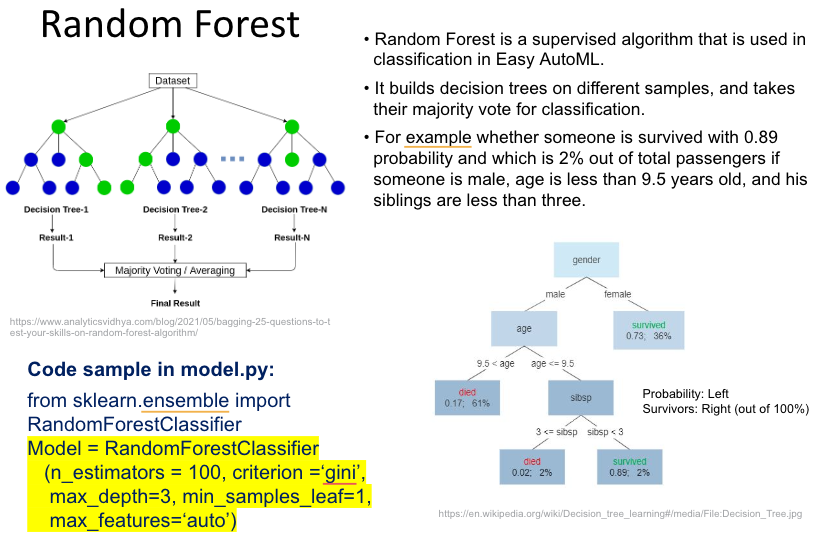 Random Forest
Dataset
Decision Tree-1
Decision Tree-2
Decision Tree-N
Result-1
Result-2
Result-N
Majority Voting / Averaging
Final Result
https://www.analyticsvidhya.com/blog/2021/05/bagging-25-questions-to-t
est-your-skills-on-random-forest-algorithm/
• Random Forest is a supervised algorithm that is used in
classification in Easy AutoML.
• It builds decision trees on different samples, and takes
their majority vote for classification.
• For example whether someone is survived with 0.89
probability and which is 2% out of total passengers if
someone is male, age is less than 9.5 years old, and his
siblings are less than three.
Code sample in model.py:
from sklearn.ensemble import
RandomForestClassifier
Model = RandomForestClassifier
(n_estimators = 100, criterion =‘gini’,
max_depth=3, min_samples_leaf=1,
max_features=‘auto’)
gender
male
female
age
survived
0.73; 36%
9.5 < age
age <= 9.5
died
0.17; 61%
sibsp
3 <= sibsp
sibsp < 3
died
0.02; 2%
survived
0.89; 2%
Probability: Left
Survivors: Right (out of 100%)
https://en.wikipedia.org/wiki/Decision_tree_learning#/media/File:Decision_Tree.jpg